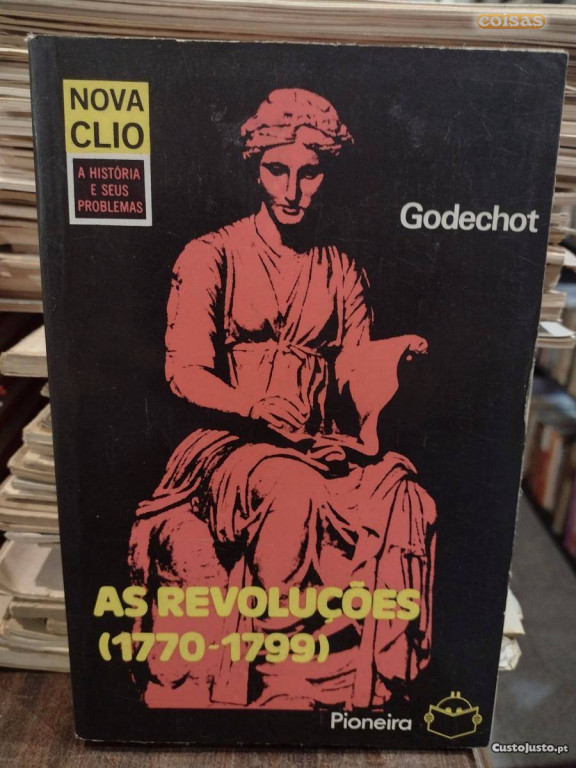 coisas
NOVA
CLIO
A HISTÓRIA
E SEUS
PROBLEMAS
Godechot
AS REVOLUÇÕES
(1770-1799)
Pioneira
CustoJusto.pt